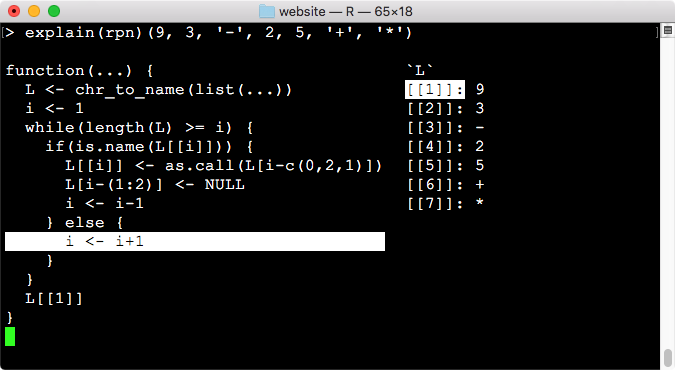 website — R — 65×18
> explain(rpn)(9, 3, '-', 2, 5, '+', '*')
function(...) {
  L <- chr_to_name(list(...))
  i <- 1
  while(length(L) >= i) {
    if(is.name(L[[i]])) {
      L[[i]] <- as.call(L[i-c(0,2,1)])
      L[i-(1:2)] <- NULL
      i <- i-1
    } else {
      i <- i+1
    }
  }
  L[[1]]
}
`L`
[[1]]: 9
[[2]]: 3
[[3]]: -
[[4]]: 2
[[5]]: 5
[[6]]: +
[[7]]: *